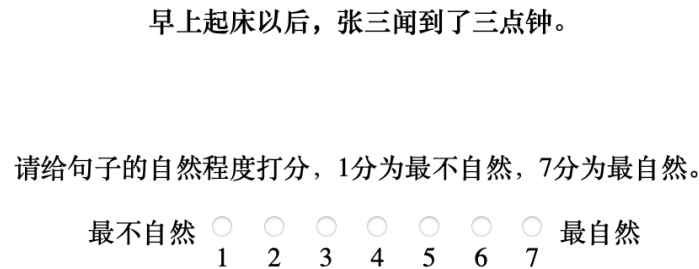 早上起床以后，张三闻到了三点钟。
请给句子的自然程度打分，1分为最不自然，7分为最自然。
最不自然 1 2 3 4 5 6 7 最自然